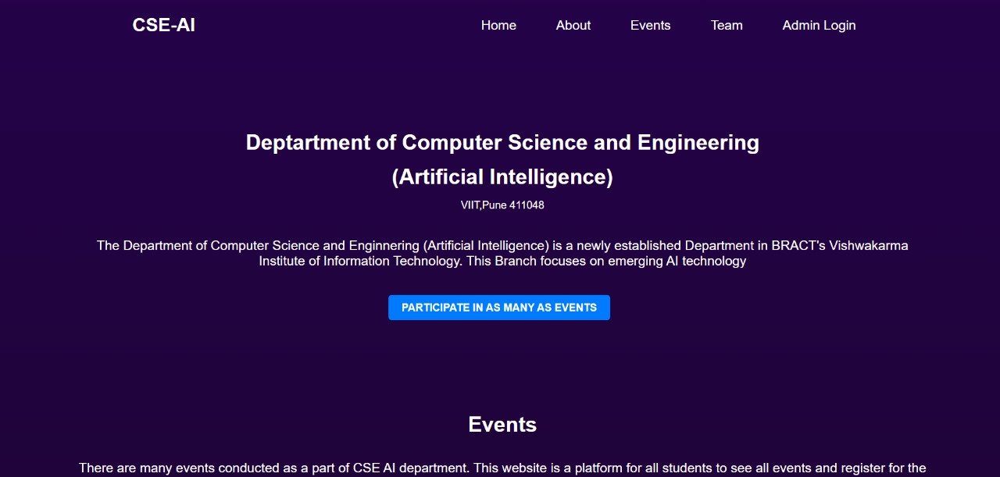 CSE-AI Home About Events Team Admin Login
Deptartment of Computer Science and Engineering
(Artificial Intelligence)
VIIT,Pune 411048
The Department of Computer Science and Enginnering (Artificial Intelligence) is a newly established Department in BRACT's Vishwakarma
Institute of Information Technology. This Branch focuses on emerging AI technology
PARTICIPATE IN AS MANY AS EVENTS
Events
There are many events conducted as a part of CSE AI department. This website is a platform for all students to see all events and register for the